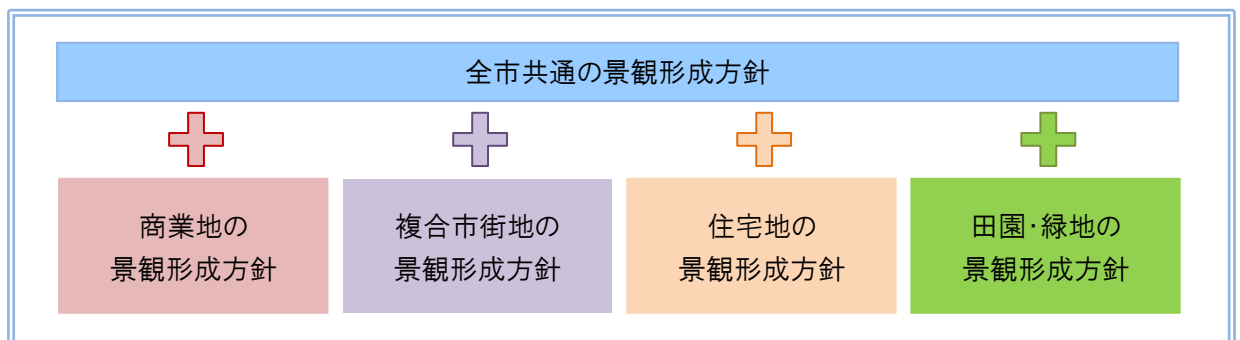 全市共通の景観形成方針
商業地の
景観形成方針
複合市街地の
景観形成方針
住宅地の
景観形成方針
田園・緑地の
景観形成方針